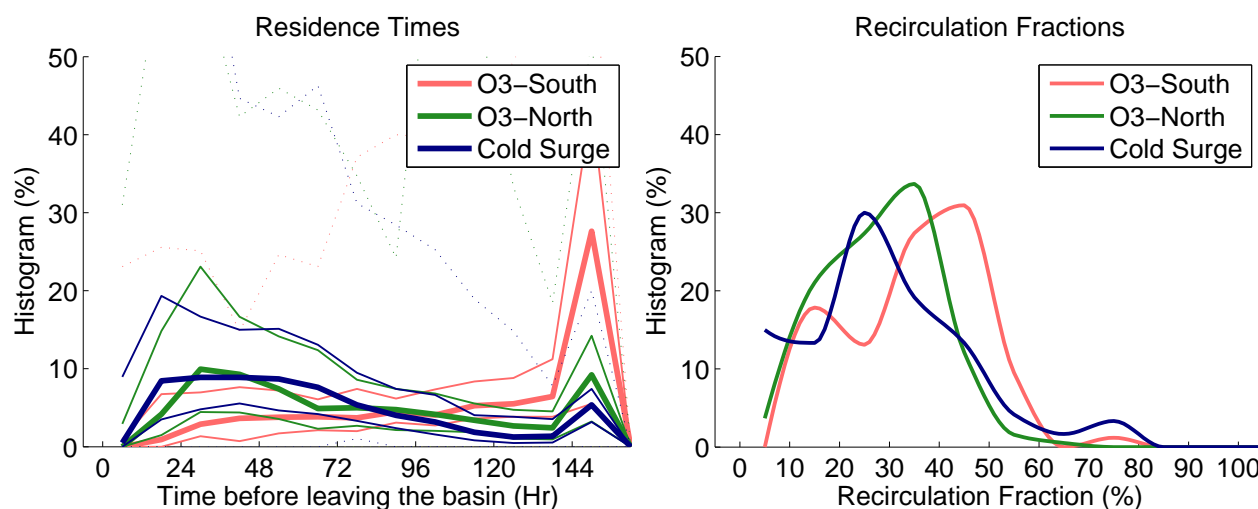 Residence Times
50
40
30
20
10
0
Histogram (%)
O3−South
O3−North
Cold Surge
0 24 48 72 96 120 144
Time before leaving the basin (Hr)
Recirculation Fractions
50
40
30
20
10
0
Histogram (%)
O3−South
O3−North
Cold Surge
0 10 20 30 40 50 60 70 80 90 100
Recirculation Fraction (%)